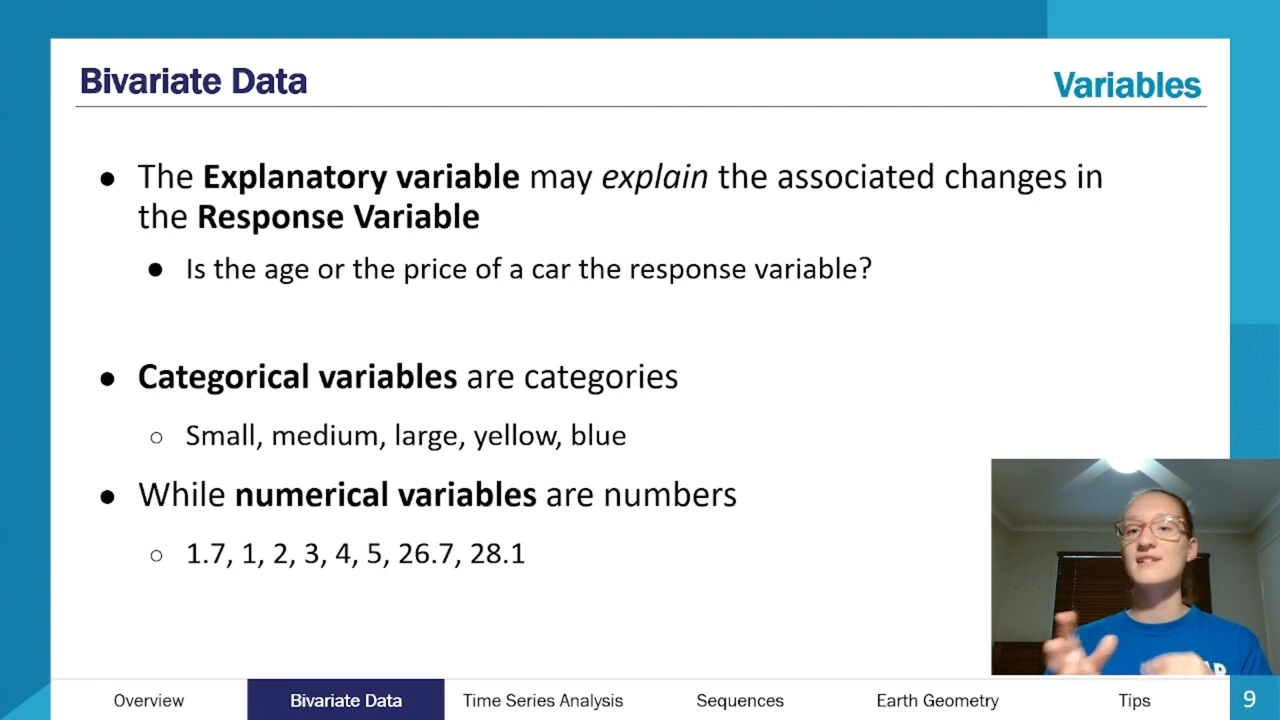 Bivariate Data
Variables
● The Explanatory variable may explain the associated changes in
the Response Variable
● Is the age or the price of a car the response variable?
● Categorical variables are categories
○ Small, medium, large, yellow, blue
● While numerical variables are numbers
○ 1.7, 1, 2, 3, 4, 5, 26.7, 28.1
Overview Bivariate Data Time Series Analysis Sequences Earth Geometry Tips 9